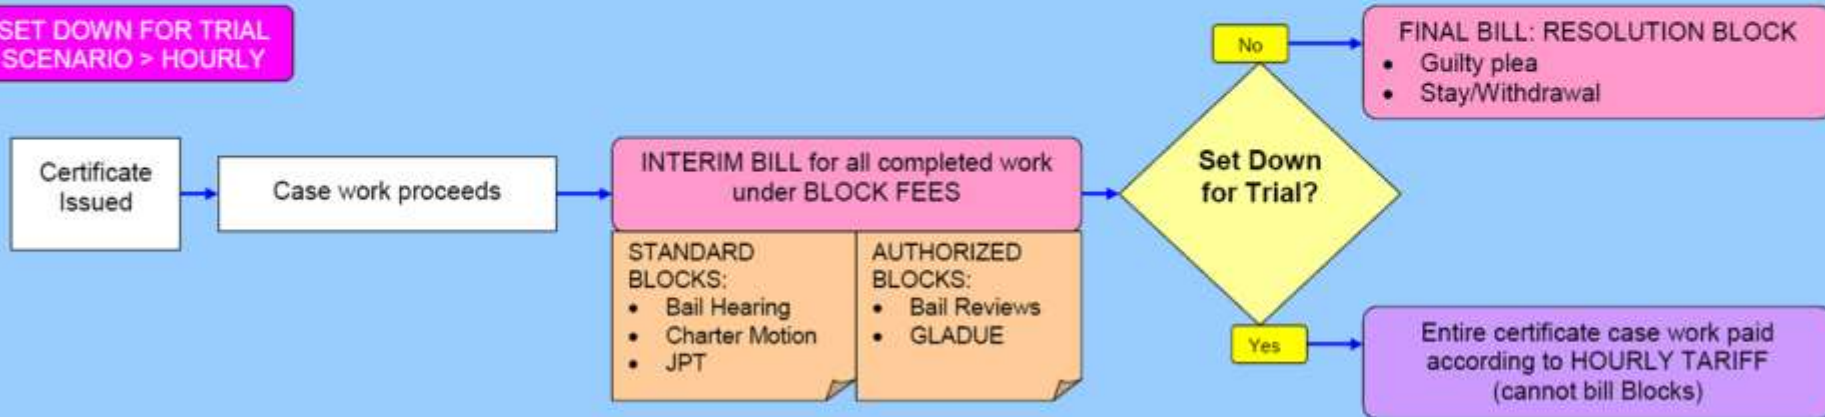 SET DOWN FOR TRIAL
SCENARIO > HOURLY
Certificate
Issued
Case work proceeds
INTERIM BILL for all completed work
under BLOCK FEES
STANDARD
BLOCKS:
• Bail Hearing
• Charter Motion
• JPT
AUTHORIZED
BLOCKS:
• Bail Reviews
• GLADUE
Set Down
for Trial?
No
FINAL BILL: RESOLUTION BLOCK
• Guilty plea
• Stay/Withdrawal
Yes
Entire certificate case work paid
according to HOURLY TARIFF
(cannot bill Blocks)